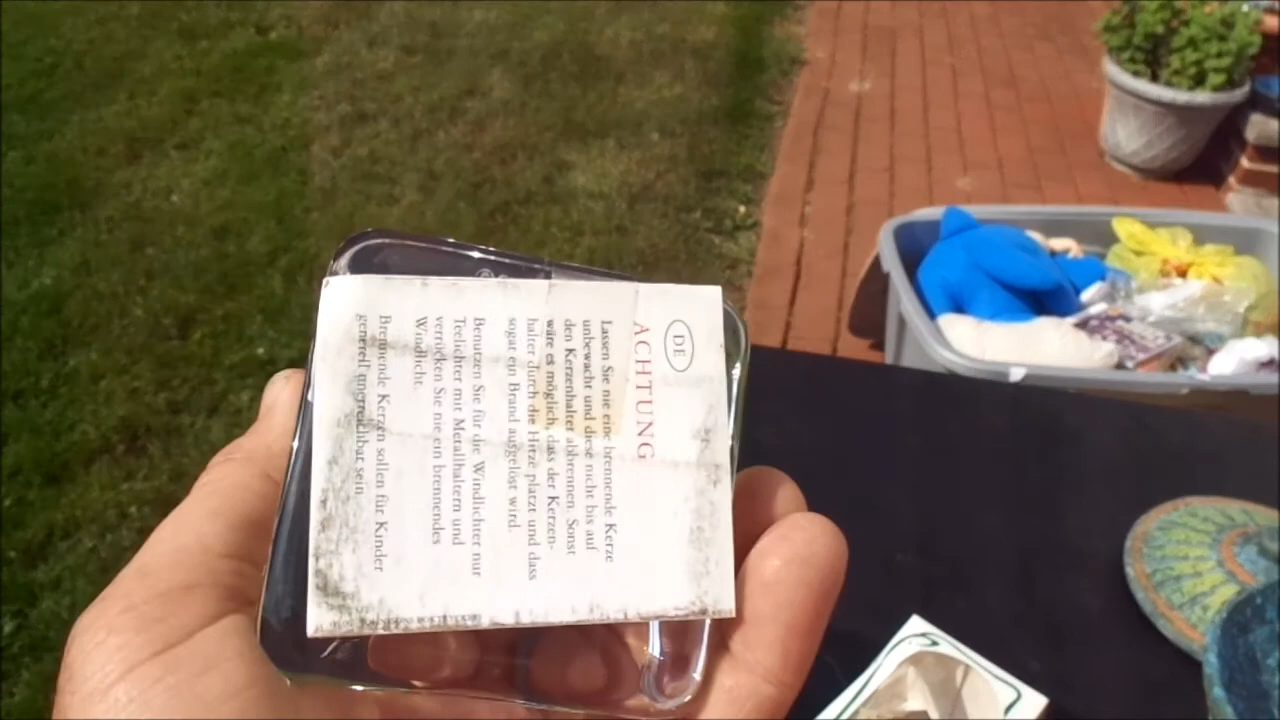 DE
ACHTUNG
Lassen Sie nie eine brennende Kerze
unbewacht und diese nicht bis auf
den Kerzenhalter abbrennen. Sonst
wäre es möglich, dass der Kerzen-
halter durch die Hitze platzt und dass
sogar ein Brand ausgelöst wird.
Benutzen Sie für die Windlichter nur
Teelichter mit Metallhaltern und
verrücken Sie nie ein brennendes
Windlicht.
Brennende Kerzen sollen für Kinder
generell unerreichbar sein